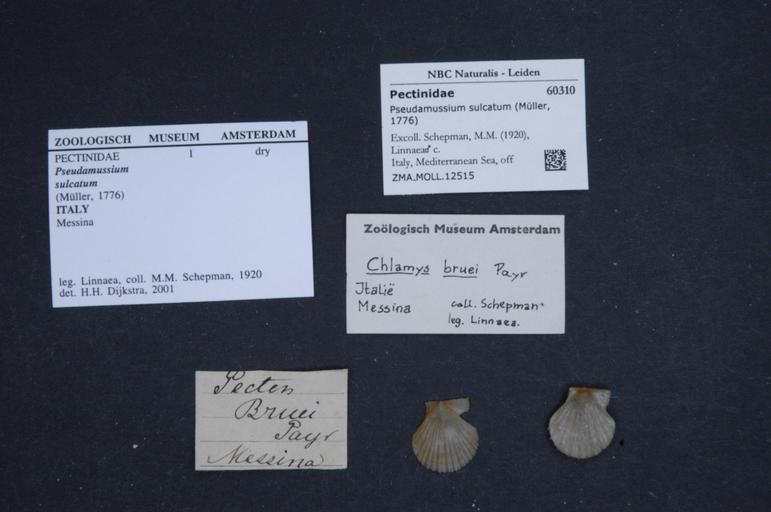 NBC Naturalis - Leiden
Pectinidae 60310
Pseudamussium sulcatum (Müller,
1776)
Excoll. Schepman, M.M. (1920),
c.
Italy, Mediterranean Sea, off
ZMA.MOLL.12515
ZOOLOGISCH MUSEUM AMSTERDAM
PECTINIDAE 1 dry
Pseudamussium
sulcatum
(Müller, 1776)
ITALY
Messina
leg. Linnaea, coll. M.M. Schepman, 1920
det. H.H. Dijkstra, 2001
Zoölogisch Museum Amsterdam
Chlamys bruei Payr
Italië
Messina coll. Schepman
leg. Linnaea.
Pecten
Bruei
Payr
Messina